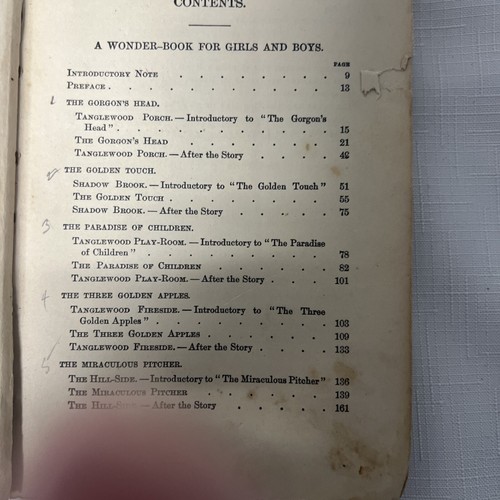 CONTENTS.
A WONDER-BOOK FOR GIRLS AND BOYS.
PAGE
INTRODUCTORY NOTE . . . . . . . . 9
PREFACE . . . . . . . . . . 13
1 THE GORGON'S HEAD.
TANGLEWOOD PORCH. — Introductory to "The Gorgon's
Head" . . . . . . . . . . 15
THE GORGON'S HEAD . . . . . . . 21
TANGLEWOOD PORCH. — After the Story . . . . 48
2 THE GOLDEN TOUCH.
SHADOW BROOK. — Introductory to "The Golden Touch" 51
THE GOLDEN TOUCH . . . . . . . . 55
SHADOW BROOK. — After the Story . . . . . 75
3 THE PARADISE OF CHILDREN.
TANGLEWOOD PLAY-ROOM. — Introductory to "The Paradise
of Children" . . . . . . . . . 78
THE PARADISE OF CHILDREN . . . . . . 82
TANGLEWOOD PLAY-ROOM. — After the Story . . . 101
4 THE THREE GOLDEN APPLES.
TANGLEWOOD FIRESIDE. — Introductory to "The Three
Golden Apples" . . . . . . . . 103
THE THREE GOLDEN APPLES . . . . . . 109
TANGLEWOOD FIRESIDE. — After the Story . . . . 133
5 THE MIRACULOUS PITCHER.
THE HILL-SIDE. — Introductory to "The Miraculous Pitcher" 136
THE MIRACULOUS PITCHER . . . . . . 139
THE HILL-SIDE — After the Story . . . . . 161